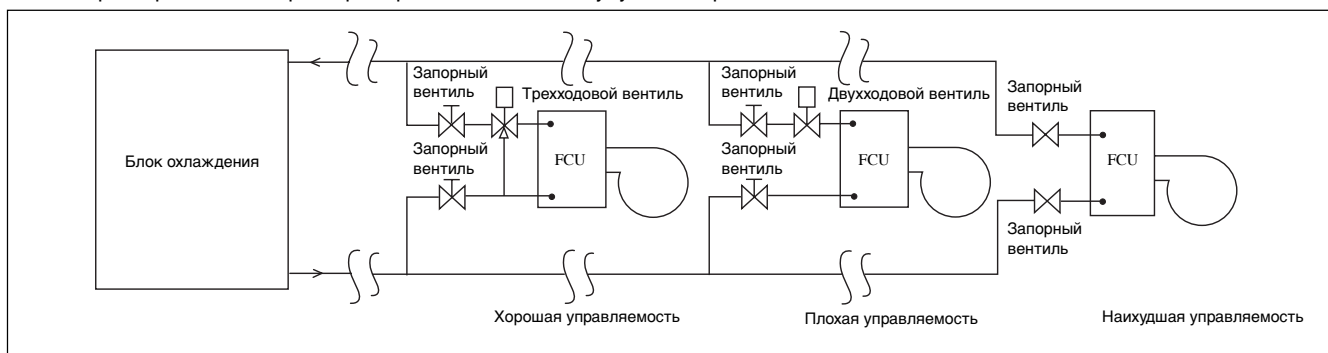 Запорный
вентиль
Трехходовой вентиль
Запорный
вентиль
FCU
Запорный
вентиль
Двухходовой вентиль
Запорный
вентиль
FCU
Запорный
вентиль
FCU
Запорный
вентиль
Блок охлаждения
Хорошая управляемость
Плохая управляемость
Наихудшая управляемость